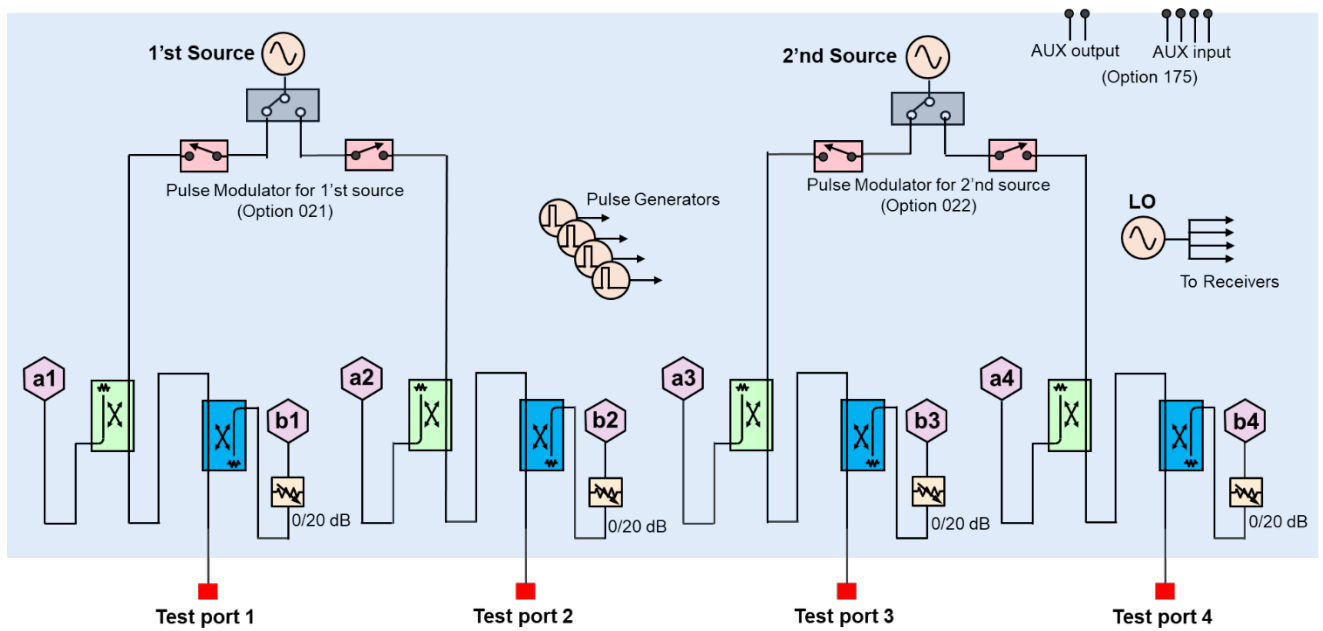 1'st Source
2'nd Source
AUX output
AUX input
(Option 175)
Pulse Modulator for 1'st source
(Option 021)
Pulse Generators
Pulse Modulator for 2'nd source
(Option 022)
LO
To Receivers
a1
b1
0/20 dB
a2
b2
0/20 dB
a3
b3
0/20 dB
a4
b4
0/20 dB
Test port 1
Test port 2
Test port 3
Test port 4